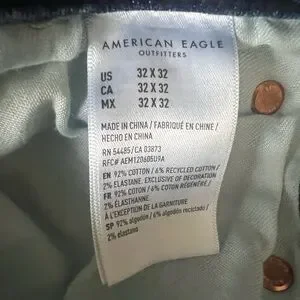 AMERICAN EAGLE
OUTFITTERS
US 32 X 32
CA 32 X 32
MX 32 X 32
MADE IN CHINA / FABRIQUÉ EN CHINE /
HECHO EN CHINA
RN 54485/CA 03873
RFC# AEM120605U9A
EN 92% COTTON / 6% RECYCLED COTTON /
2% ELASTANE, EXCLUSIVE OF DECORATION
FR 92% COTON / 6% COTON RÉGÉNÉRÉ /
2% ÉLASTHANNE.
À L'EXCEPTION DE LA GARNITURE
SP 92% algodón / 6% algodón reciclado /
2% elastano